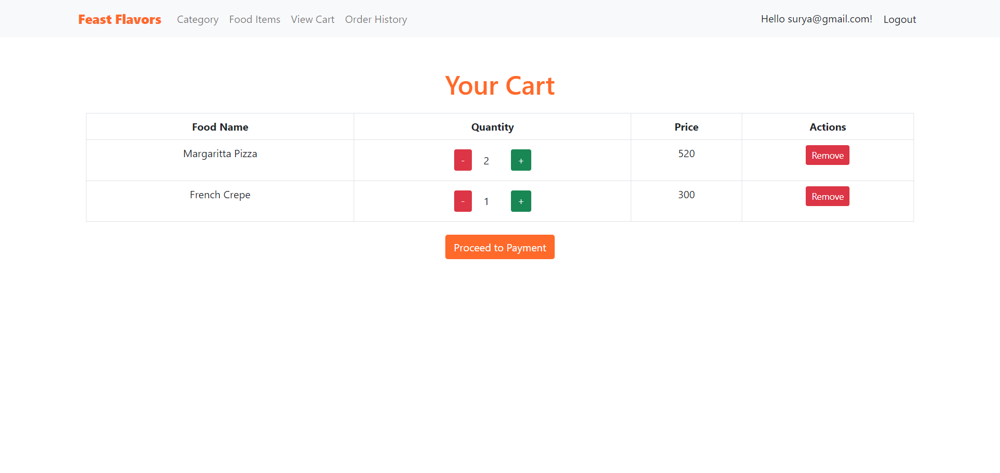 Feast Flavors Category Food Items View Cart Order History Hello surya@gmail.com! Logout
Your Cart
Food Name Quantity Price Actions
Margaritta Pizza - 2 + 520 Remove
French Crepe - 1 + 300 Remove
Proceed to Payment